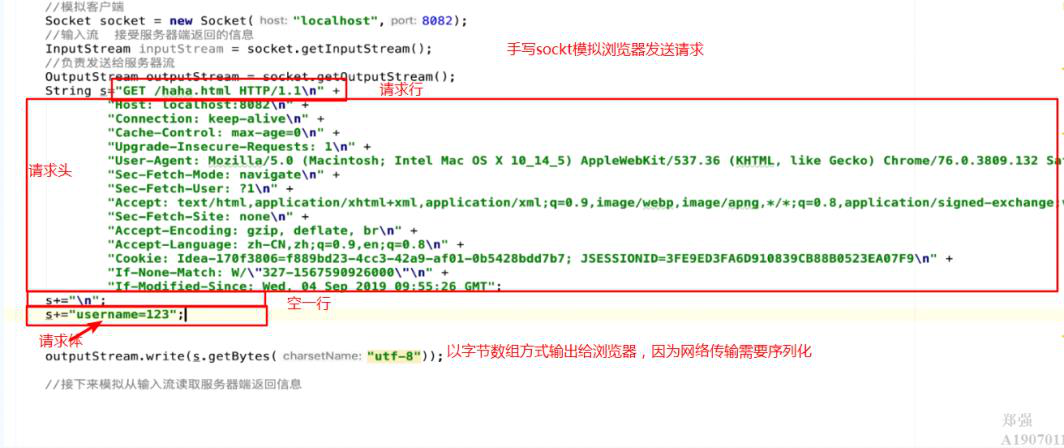 //模拟客户端
Socket socket = new Socket( host: "localhost", port: 8082);
//输入流  接受服务器端返回的信息
InputStream inputStream = socket.getInputStream();
手写sockt模拟浏览器发送请求
//负责发送给服务器流
OutputStream outputStream = socket.getOutputStream();
String s="GET /haha.html HTTP/1.1\n" +
请求行
"Host: localhost:8082\n" +
"Connection: keep-alive\n" +
"Cache-Control: max-age=0\n" +
"Upgrade-Insecure-Requests: 1\n" +
"User-Agent: Mozilla/5.0 (Macintosh; Intel Mac OS X 10_14_5) AppleWebKit/537.36 (KHTML, like Gecko) Chrome/76.0.3809.132 Sa
请求头
"Sec-Fetch-Mode: navigate\n" +
"Sec-Fetch-User: ?1\n" +
"Accept: text/html,application/xhtml+xml,application/xml;q=0.9,image/webp,image/apng,*/*;q=0.8,application/signed-exchange;v
"Sec-Fetch-Site: none\n" +
"Accept-Encoding: gzip, deflate, br\n" +
"Accept-Language: zh-CN,zh;q=0.9,en;q=0.8\n" +
"Cookie: Idea-170f3806=f889bd23-4cc3-42a9-af01-0b5428bdd7b7; JSESSIONID=3FE9ED3FA6D910839CB88B0523EA07F9\n" +
"If-None-Match: W/\"327-1567590926000\"\n" +
"If-Modified-Since: Wed, 04 Sep 2019 09:55:26 GMT";
s+="\n";
空一行
s+="username=123";
请求体
outputStream.write(s.getBytes( charsetName: "utf-8"));
以字节数组方式输出给浏览器，因为网络传输需要序列化
//接下来模拟从输入流读取服务器端返回信息
郑强
A190701